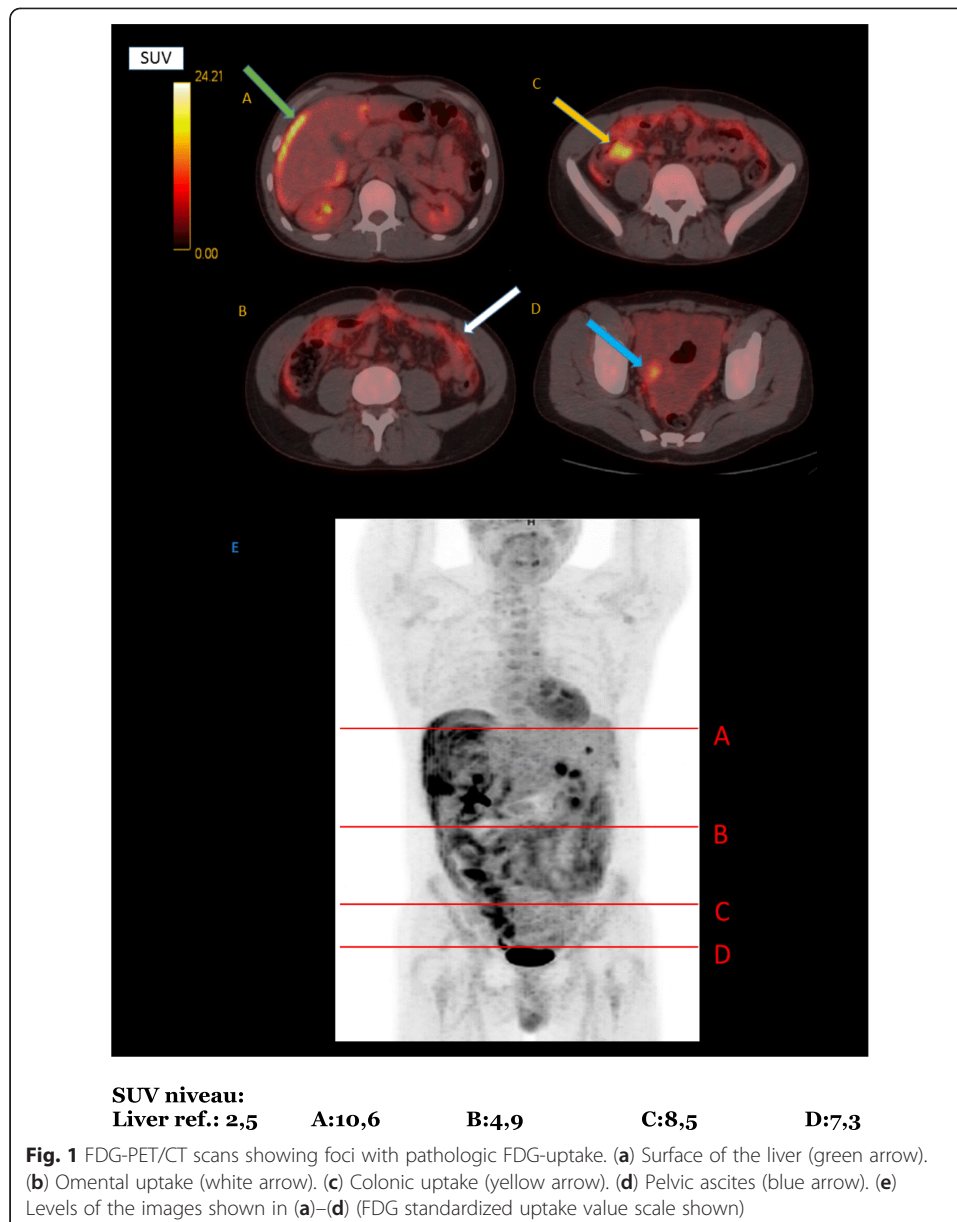 SUV
24.21
0.00
A
C
B
D
E
H
A
B
C
D
SUV niveau:
Liver ref.: 2,5 A:10,6 B:4,9 C:8,5 D:7,3
Fig. 1 FDG-PET/CT scans showing foci with pathologic FDG-uptake. (a) Surface of the liver (green arrow).
(b) Omental uptake (white arrow). (c) Colonic uptake (yellow arrow). (d) Pelvic ascites (blue arrow). (e)
Levels of the images shown in (a)–(d) (FDG standardized uptake value scale shown)